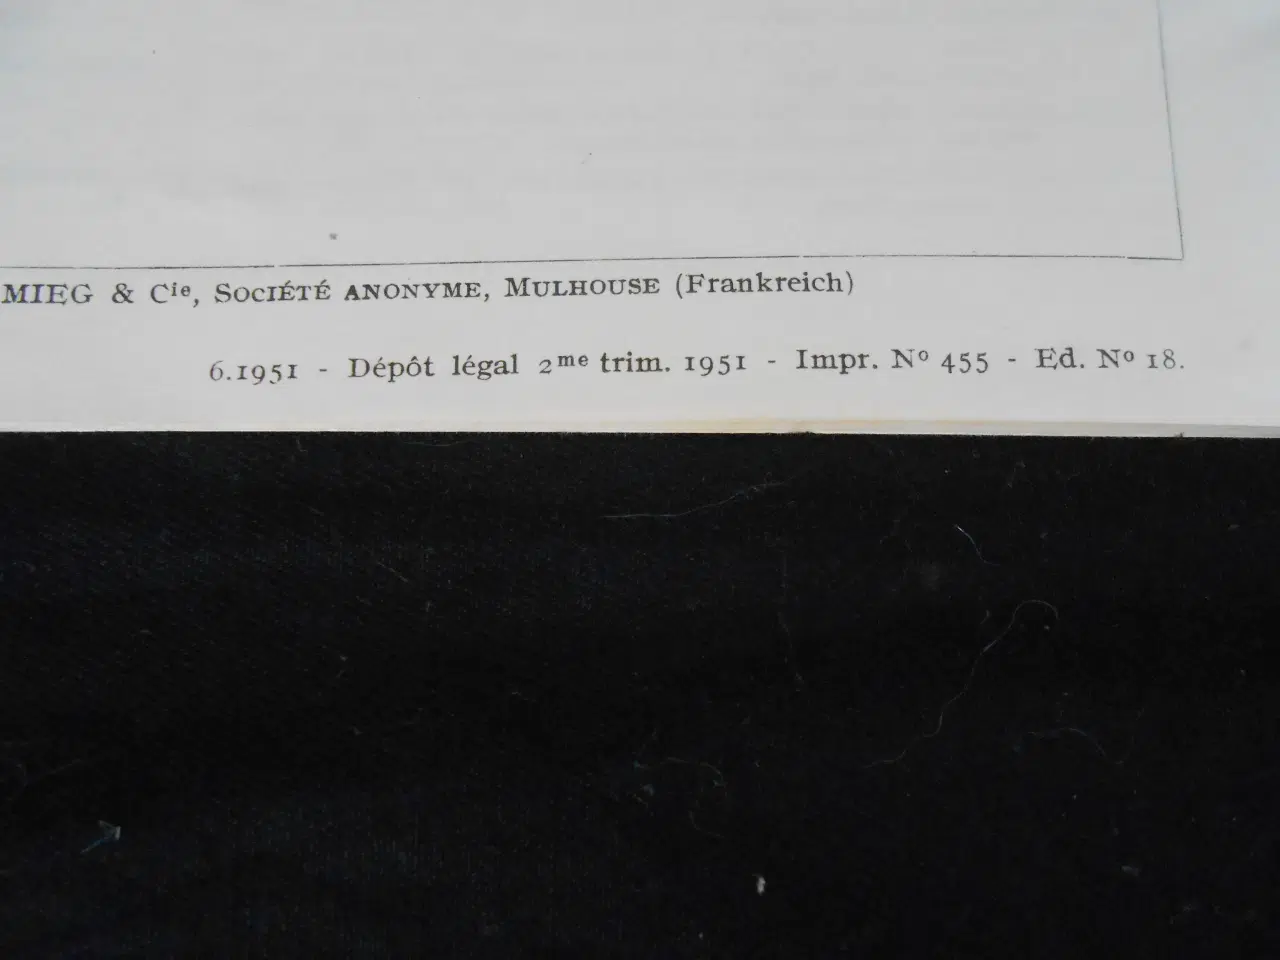 MIEG & Cie, SOCIÉTÉ ANONYME, MULHOUSE (Frankreich)
6.1951 - Dépôt légal 2me trim. 1951 - Impr. No 455 - Ed. No 18.